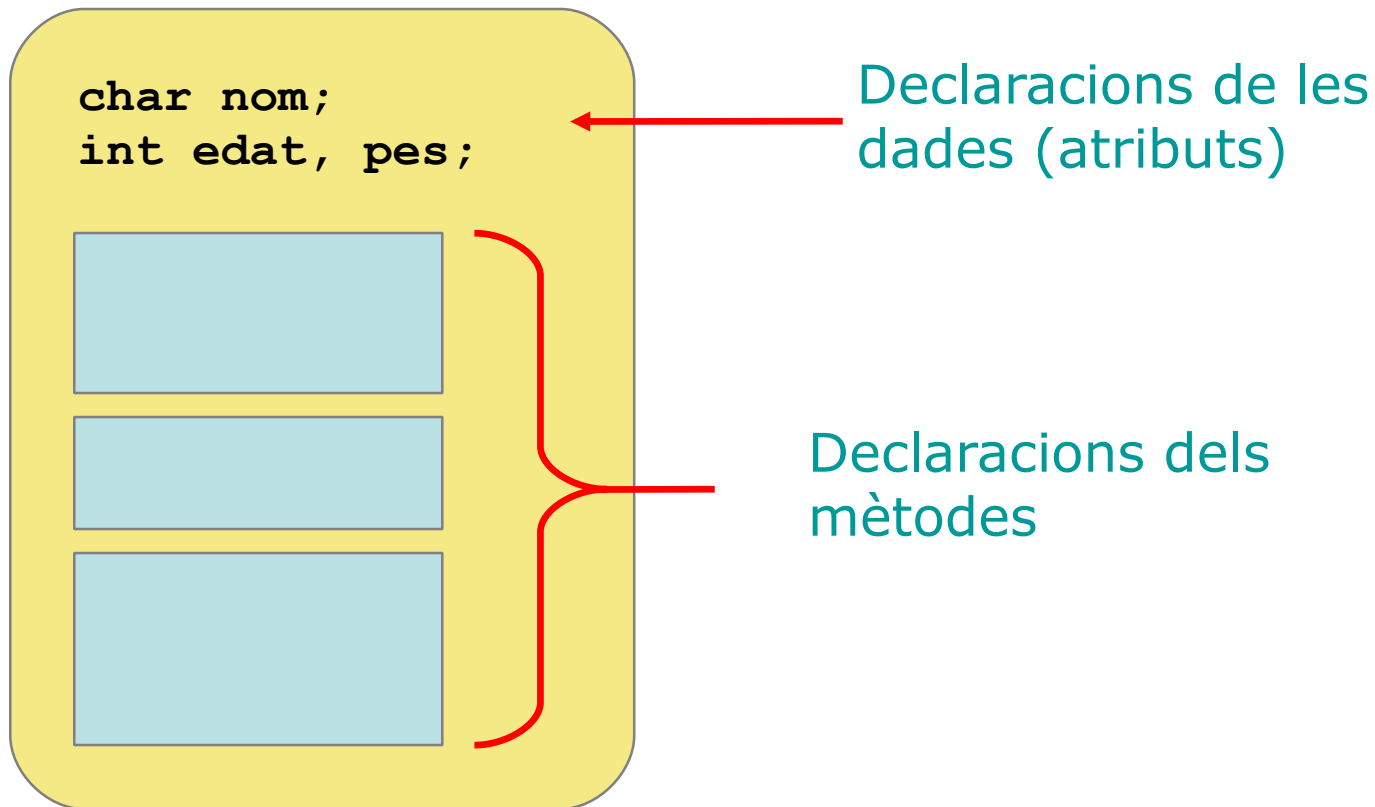 char nom;
int edat, pes;
Declaracions de les
dades (atributs)
Declaracions dels
mètodes